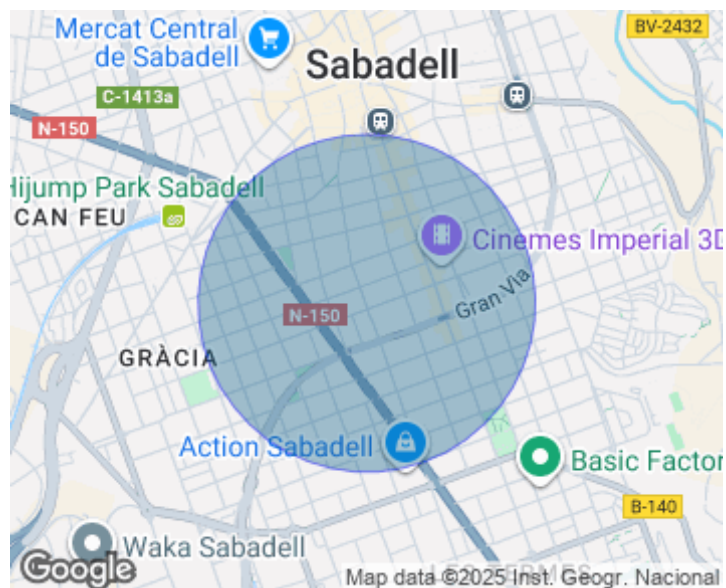 BV-2432
Mercat Central
de Sabadell
Sabadell
C-1413a
N-150
Hijump Park Sabadell
CAN FEU
Cinemes Imperial 3D
Gran Via
N-150
GRÀCIA
Action Sabadell
Basic Factor
B-140
Waka Sabadell
Google
Map data ©2025 Inst. Geogr. Nacional